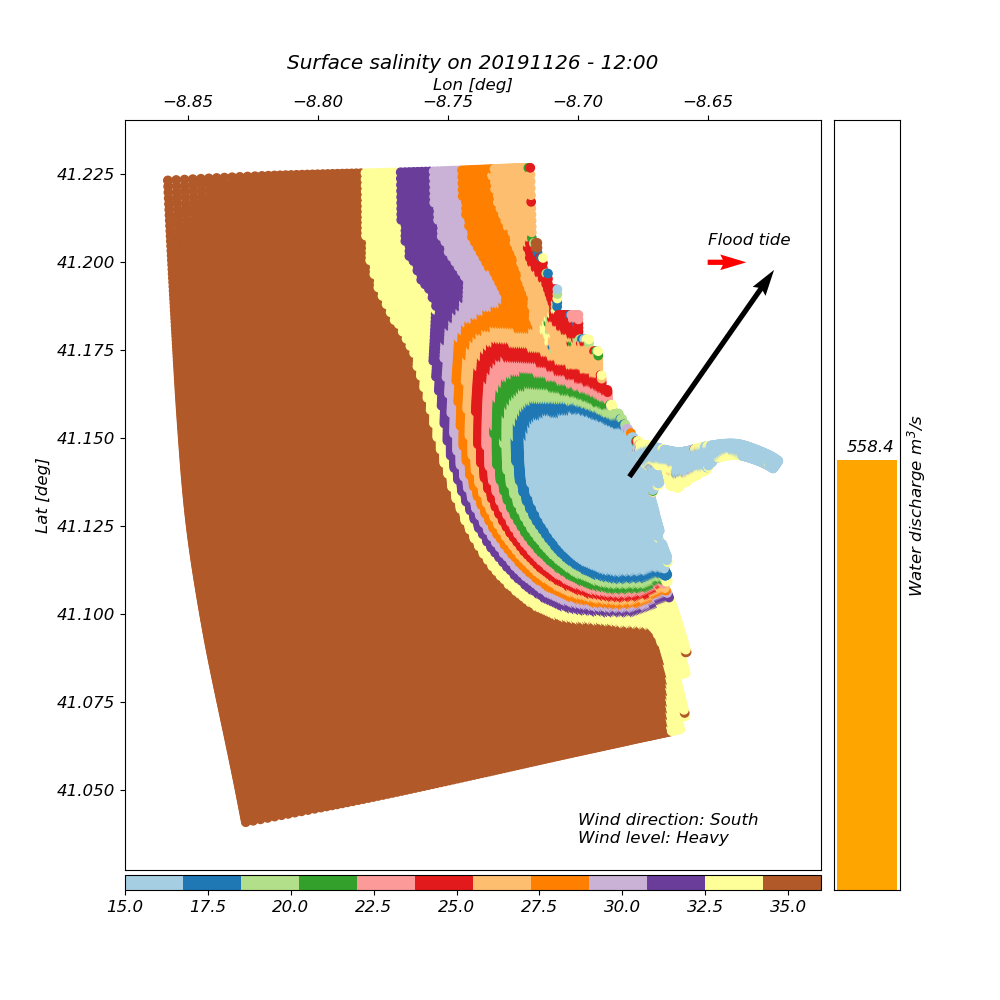 Surface salinity on 20191126 - 12:00
Lon [deg]
−8.85 −8.80 −8.75 −8.70 −8.65
41.225
Flood tide
41.200
41.175
41.150
558.4
Lat [deg]
Water discharge m³/s
41.125
41.100
41.075
41.050
Wind direction: South
Wind level: Heavy
15.0 17.5 20.0 22.5 25.0 27.5 30.0 32.5 35.0